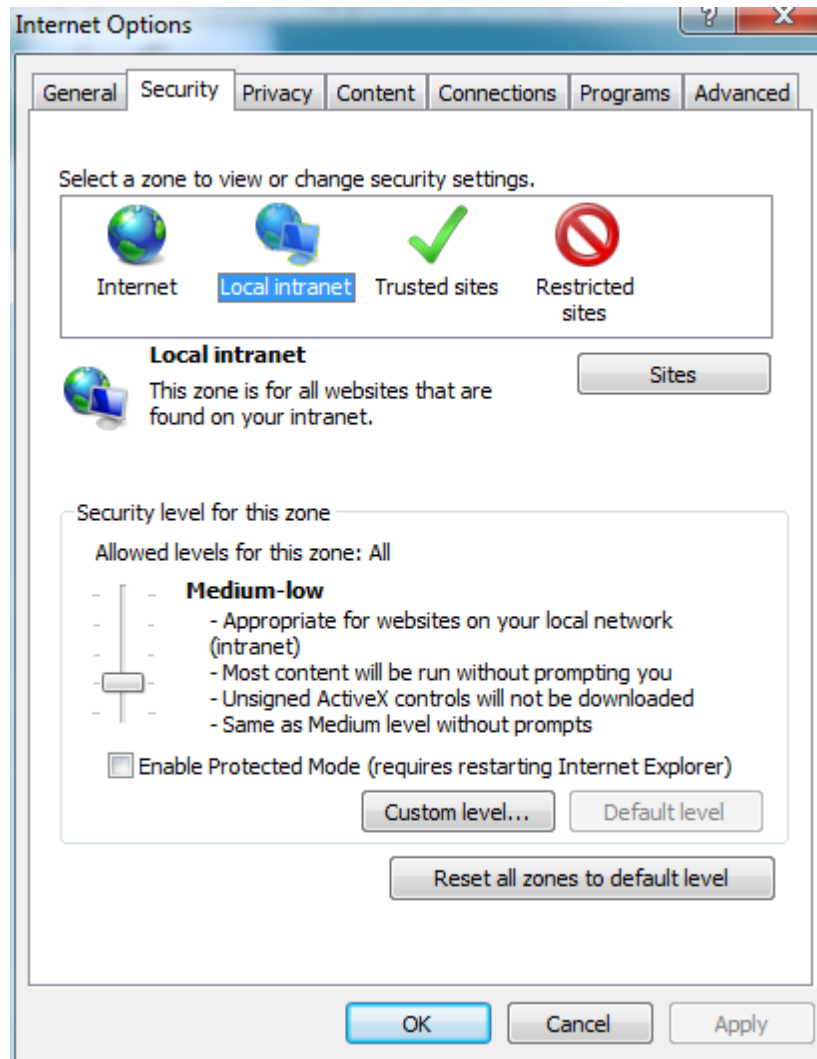 Internet Options
?
General Security Privacy Content Connections Programs Advanced
Select a zone to view or change security settings.
Internet Local intranet Trusted sites Restricted
sites
Local intranet
Sites
This zone is for all websites that are
found on your intranet.
Security level for this zone
Allowed levels for this zone: All
Medium-low
- Appropriate for websites on your local network
(intranet)
- Most content will be run without prompting you
- Unsigned ActiveX controls will not be downloaded
- Same as Medium level without prompts
Enable Protected Mode (requires restarting Internet Explorer)
Custom level... Default level
Reset all zones to default level
OK Cancel Apply